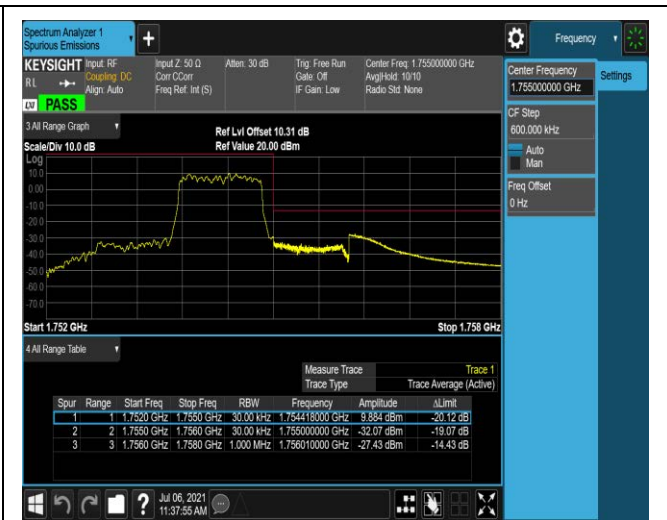 Spectrum Analyzer 1
Spurious Emissions
+
Frequency
KEYSIGHT Input: RF Input Z: 50 Ω Atten: 30 dB Trig: Free Run Center Freq: 1.755000000 GHz
RL Coupling: DC Corr CCorr Gate: Off Avg|Hold: 10/10
Align: Auto Freq Ref: Int (S) IF Gain: Low Radio Std: None
LXI PASS
Center Frequency
1.755000000 GHz
Settings
CF Step
600.000 kHz
Auto
Man
Freq Offset
0 Hz
3 All Range Graph
Ref Lvl Offset 10.31 dB
Scale/Div 10.0 dB Ref Value 20.00 dBm
Log
10.0
0.00
-10.0
-20.0
-30.0
-40.0
-50.0
-60.0
-70.0
Start 1.752 GHz Stop 1.758 GHz
4 All Range Table
Measure Trace Trace 1
Trace Type Trace Average (Active)
Spur Range Start Freq Stop Freq RBW Frequency Amplitude ΔLimit
1 1 1.7520 GHz 1.7550 GHz 30.00 kHz 1.754418000 GHz 9.884 dBm -20.12 dB
2 2 1.7550 GHz 1.7560 GHz 30.00 kHz 1.755000000 GHz -32.07 dBm -19.07 dB
3 3 1.7560 GHz 1.7580 GHz 1.000 MHz 1.756010000 GHz -27.43 dBm -14.43 dB
? Jul 06, 2021
11:37:55 AM